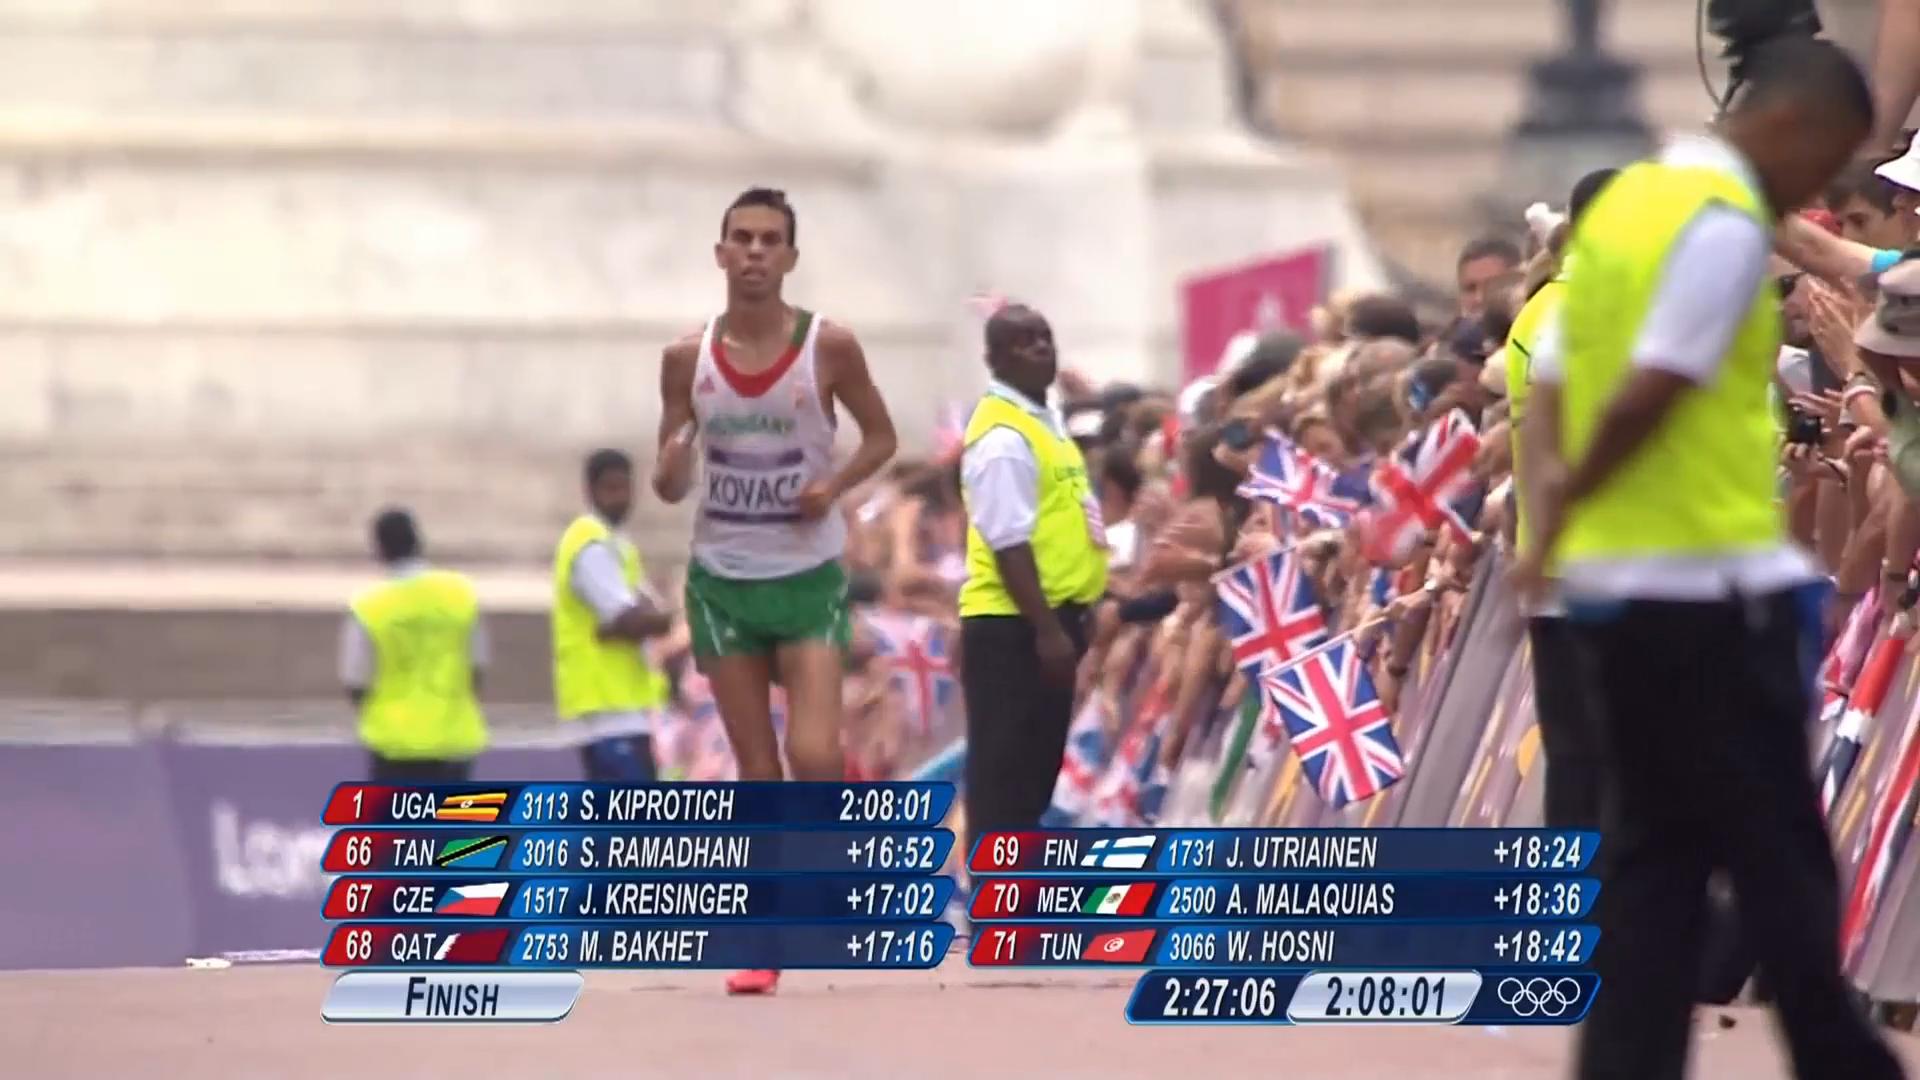 HUNGARY
KOVACS
1 UGA 3113 S. KIPROTICH 2:08:01
66 TAN 3016 S. RAMADHANI +16:52
67 CZE 1517 J. KREISINGER +17:02
68 QAT 2753 M. BAKHET +17:16
69 FIN 1731 J. UTRIAINEN +18:24
70 MEX 2500 A. MALAQUIAS +18:36
71 TUN 3066 W. HOSNI +18:42
FINISH
2:27:06 2:08:01